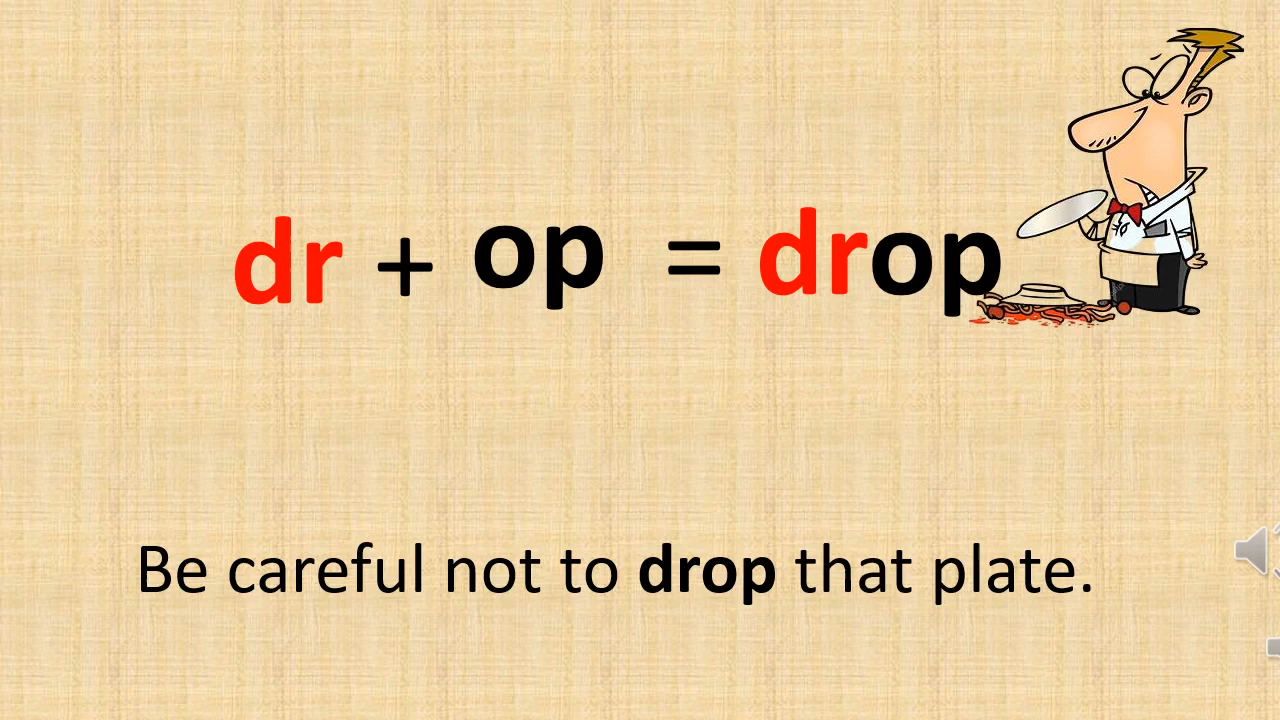 dr + op = drop
Be careful not to drop that plate.